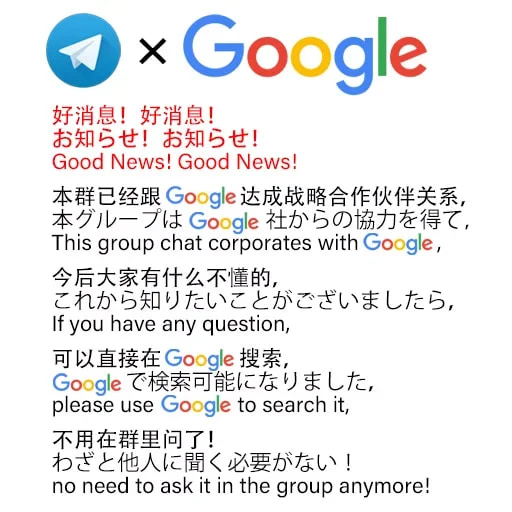 × Google
好消息！好消息！
お知らせ！お知らせ！
Good News! Good News!
本群已经跟 Google 达成战略合作伙伴关系,
本グループは Google 社からの協力を得て,
This group chat corporates with Google ,
今后大家有什么不懂的,
これから知りたいことがございましたら,
If you have any question,
可以直接在 Google 搜索,
Google で検索可能になりました,
please use Google to search it,
不用在群里问了！
わざと他人に聞く必要がない！
no need to ask it in the group anymore!